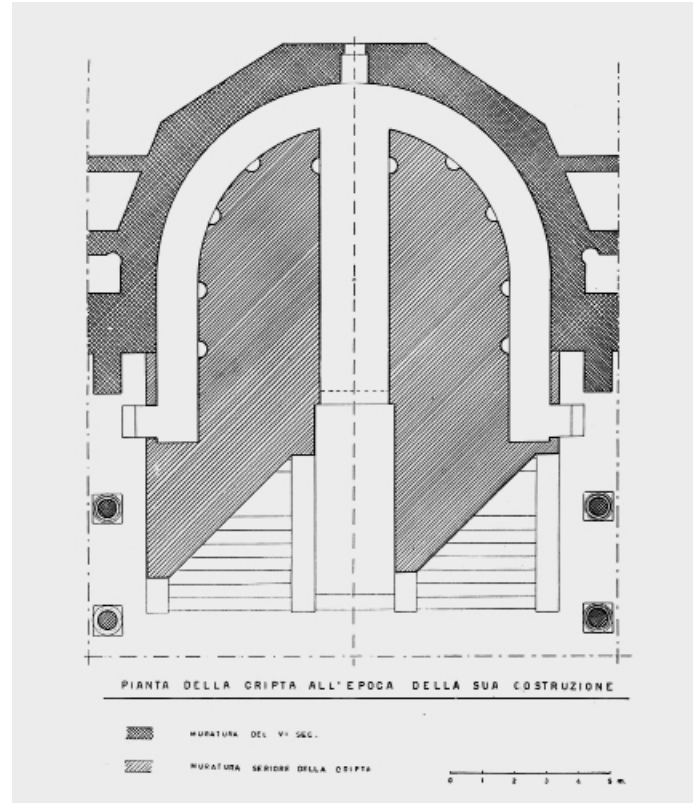 PIANTA DELLA CRIPTA ALL'EPOCA DELLA SUA COSTRUZIONE
MURATURA DEL VI SEC.
MURATURA SERIORE DELLA CRIPTA
0 1 2 3 4 5 m.